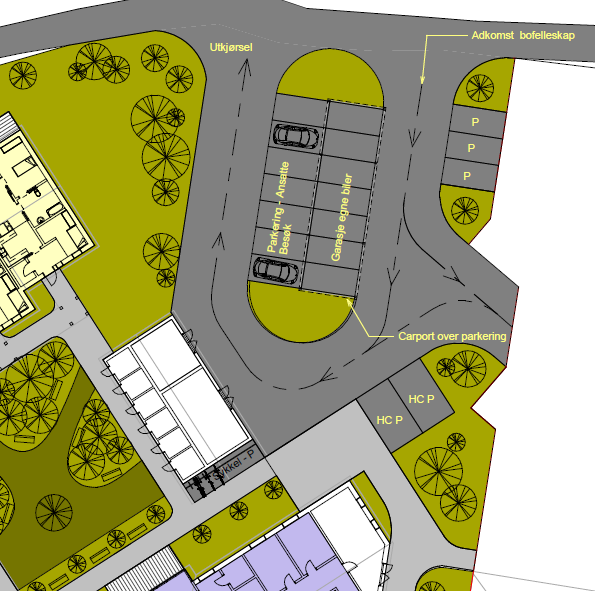 Adkomst bofelleskap
Utkjørsel
P
P
P
Parkering - Ansatte
Besøk
Garasje egne biler
Carport over parkering
HC P
HC P
Sykkel - P